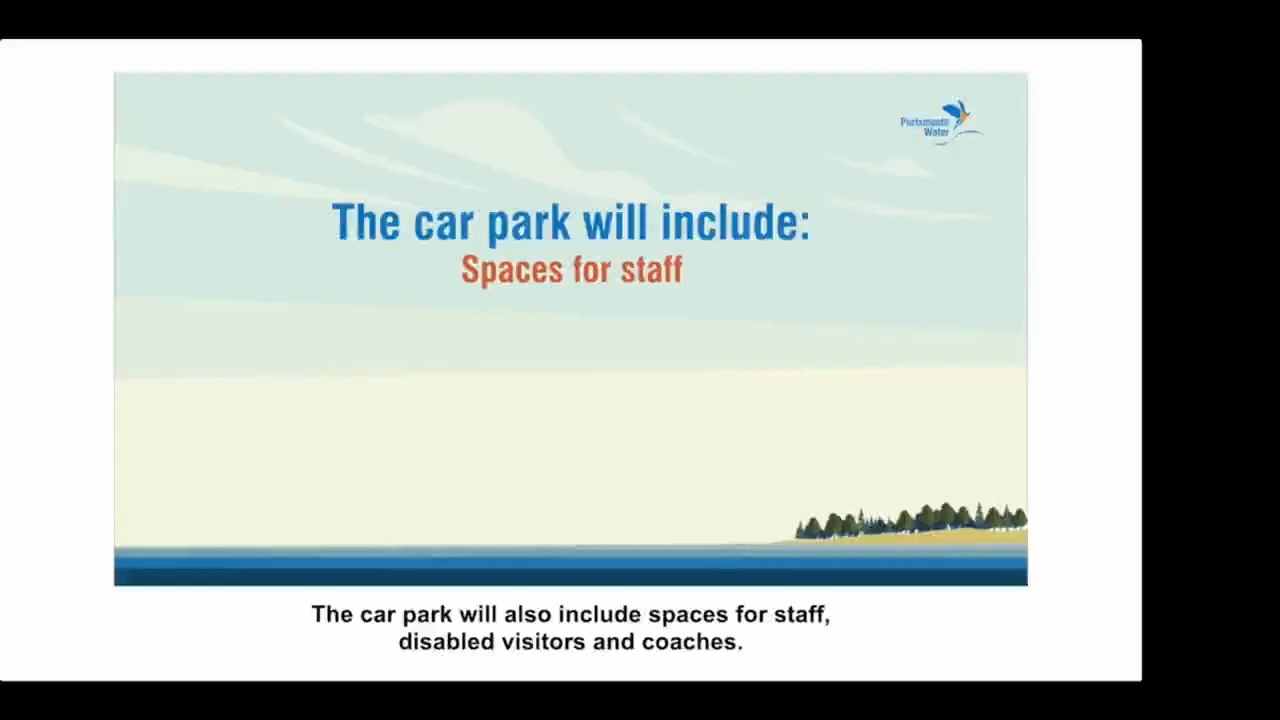 Portsmouth
Water
The car park will include:
Spaces for staff
The car park will also include spaces for staff,
disabled visitors and coaches.